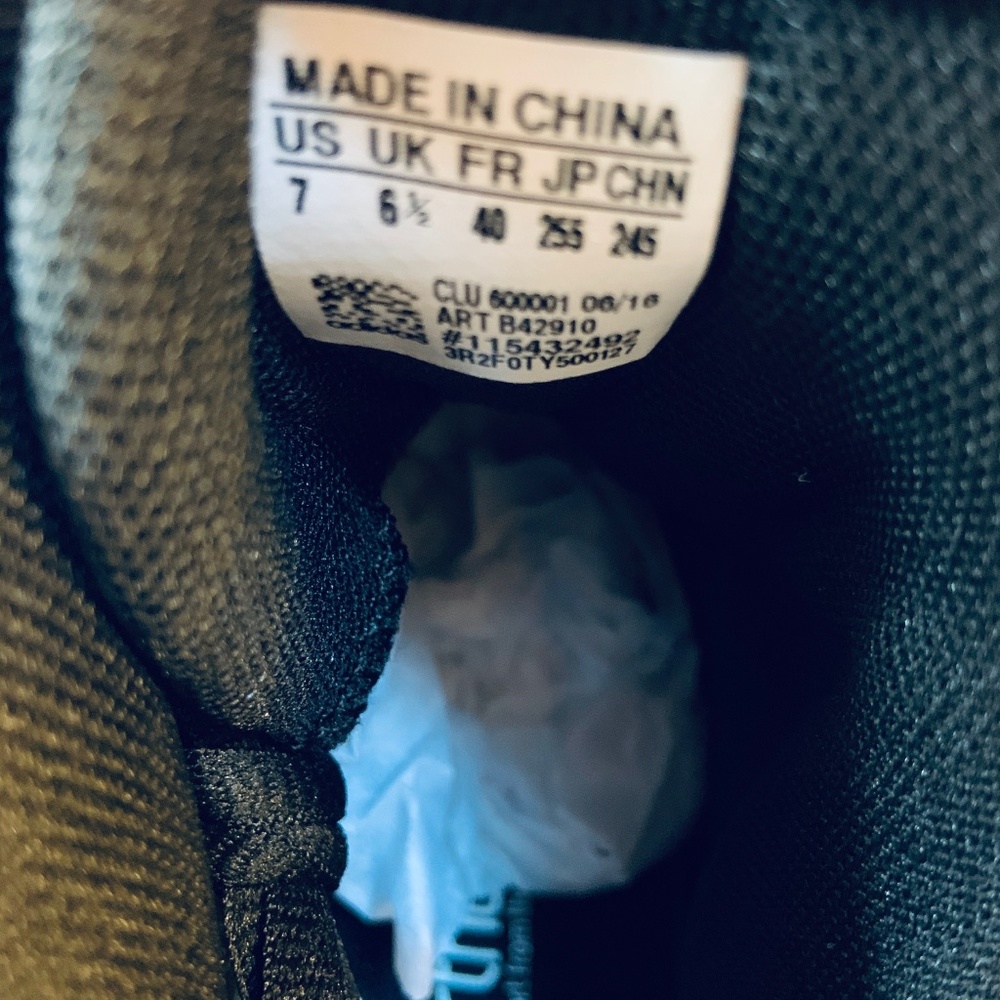 MADE IN CHINA
US UK FR JP CHN
7 6½ 40 255 245
CLU 600001 06/16
ART B42910
#115432492
3R2F0TY500127